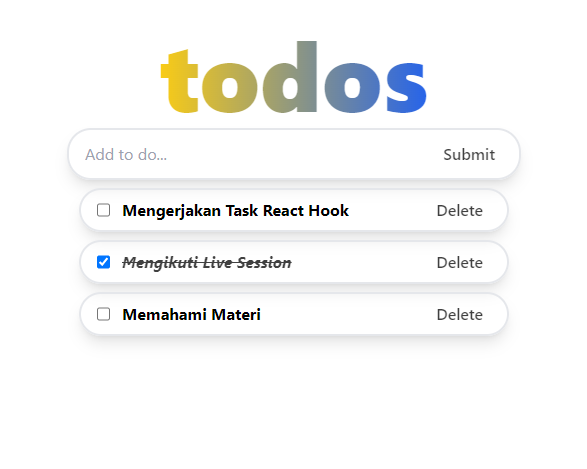 todos
Add to do... Submit
Mengerjakan Task React Hook Delete
Mengikuti Live Session Delete
Memahami Materi Delete